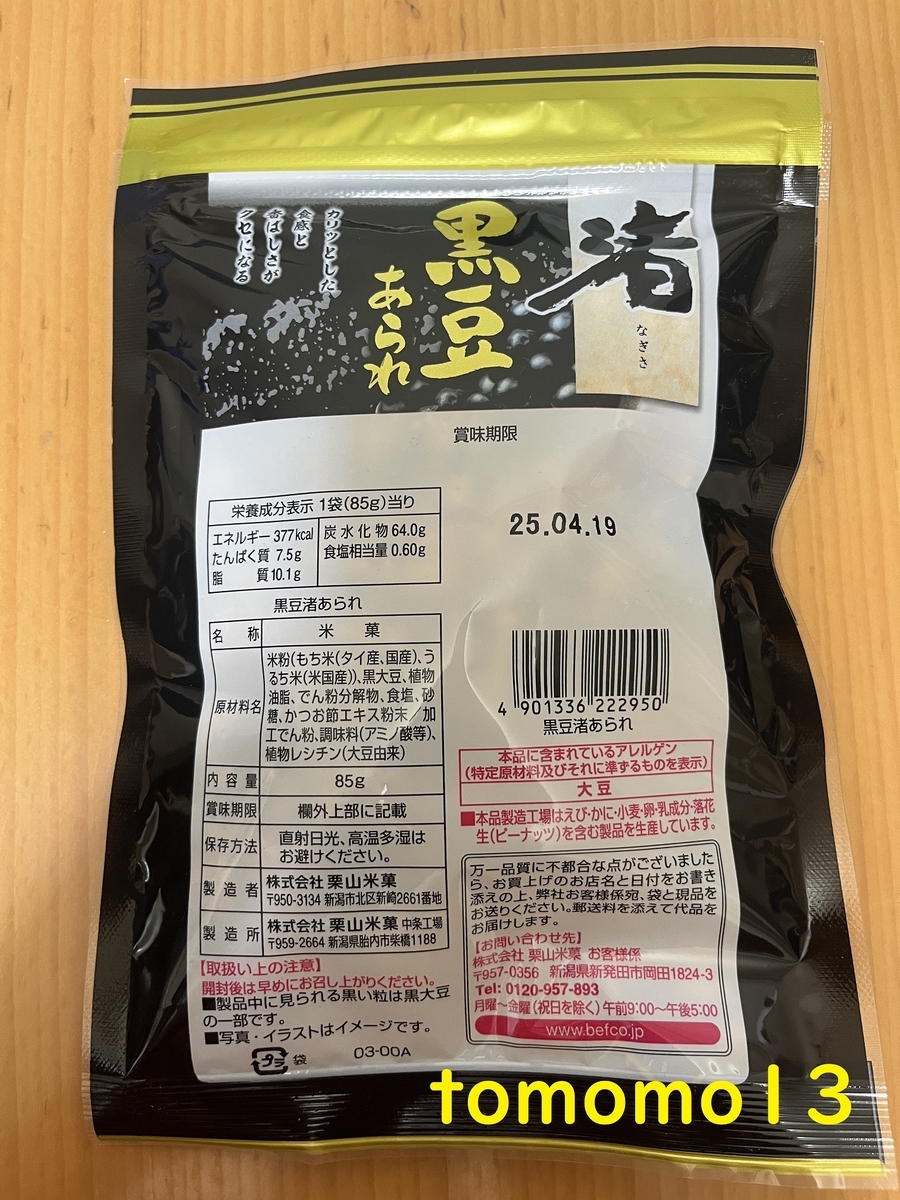 渚
なぎさ
黒豆
あられ
カリッとした
食感と
香ばしさが
クセになる
賞味期限
25.04.19
栄養成分表示 1袋(85g)当り
エネルギー 377kcal
たんぱく質 7.5g
脂質 10.1g
炭水化物 64.0g
食塩相当量 0.60g
黒豆渚あられ
名称 米菓
原材料名 米粉(もち米(タイ産、国産)、う
るち米(米国産))、黒大豆、植物
油脂、でん粉分解物、食塩、砂
糖、かつお節エキス粉末/加
工でん粉、調味料(アミノ酸等)、
植物レシチン(大豆由来)
内容量 85g
賞味期限 欄外上部に記載
保存方法 直射日光、高温多湿は
お避けください。
製造者 株式会社 栗山米菓
〒950-3134 新潟市北区新崎2661番地
製造所 株式会社 栗山米菓 中条工場
〒959-2664 新潟県胎内市柴橋1188
【取扱い上の注意】
開封後は早めにお召し上がりください。
■製品中に見られる黒い粒は黒大豆
の一部です。
■写真・イラストはイメージです。
プラ 袋 03-00A
4 901336 222950
黒豆渚あられ
本品に含まれているアレルゲン
(特定原材料及びそれに準ずるものを表示)
大豆
■本品製造工場はえび・かに・小麦・卵・乳成分・落花
生(ピーナッツ)を含む製品を生産しています。
万一品質に不都合な点がございました
ら、お買上げのお店名と日付をお書き
添えの上、弊社お客様係宛、袋と現品を
お送りください。郵送料を添えて代品を
お届けします。
【お問い合わせ先】
株式会社 栗山米菓 お客様係
〒957-0356 新潟県新発田市岡田1824-3
Tel: 0120-957-893
月曜～金曜(祝日を除く)午前9:00～午後5:00
www.befco.jp
tomomo13